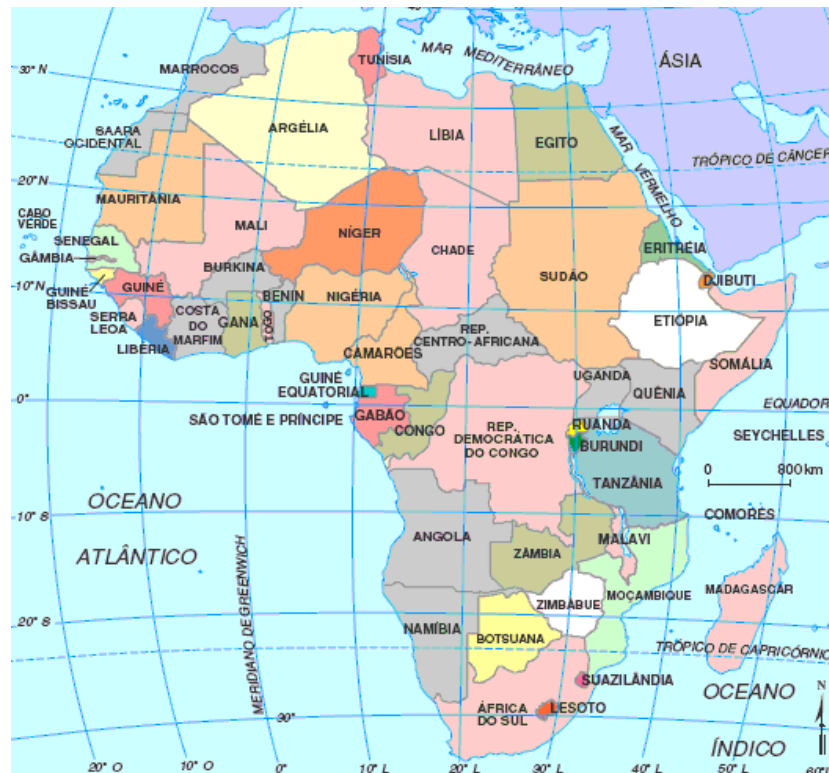 40°
30° N
MAR MEDITERRÂNEO
ÁSIA
TUNÍSIA
MARROCOS
ARGÉLIA
LÍBIA
EGITO
SAARA
OCIDENTAL
MAR VERMELHO
TRÓPICO DE CÂNCER
20° N
MAURITÂNIA
CABO
VERDE
MALI
NÍGER
CHADE
SUDÃO
ERITRÉIA
SENEGAL
GÂMBIA
BURKINA
DJIBUTI
10° N
GUINÉ
BISSAU
GUINÉ
BENIN
NIGÉRIA
ETIÓPIA
SERRA
LEOA
COSTA
DO
MARFIM
GANA
TOGO
REP.
CENTRO-AFRICANA
LIBÉRIA
CAMARÕES
SOMÁLIA
GUINÉ
EQUATORIAL
UGANDA
QUÊNIA
0°
EQUADOR
SÃO TOMÉ E PRÍNCIPE
GABÃO
CONGO
REP.
DEMOCRÁTICA
DO CONGO
RUANDA
BURUNDI
SEYCHELLES
0
800 km
TANZÂNIA
OCEANO
ATLÂNTICO
10° S
COMORES
ANGOLA
ZÂMBIA
MALAVI
MOÇAMBIQUE
MADAGASCAR
ZIMBÁBUE
20° S
MERIDIANO DE GREENWICH
NAMÍBIA
BOTSUANA
TRÓPICO DE CAPRICÓRNIO
SUAZILÂNDIA
OCEANO
ÍNDICO
N
30°
ÁFRICA
DO SUL
LESOTO
20° O
10° O
0°
10° L
20° L
30° L
40° L
50° L
60°